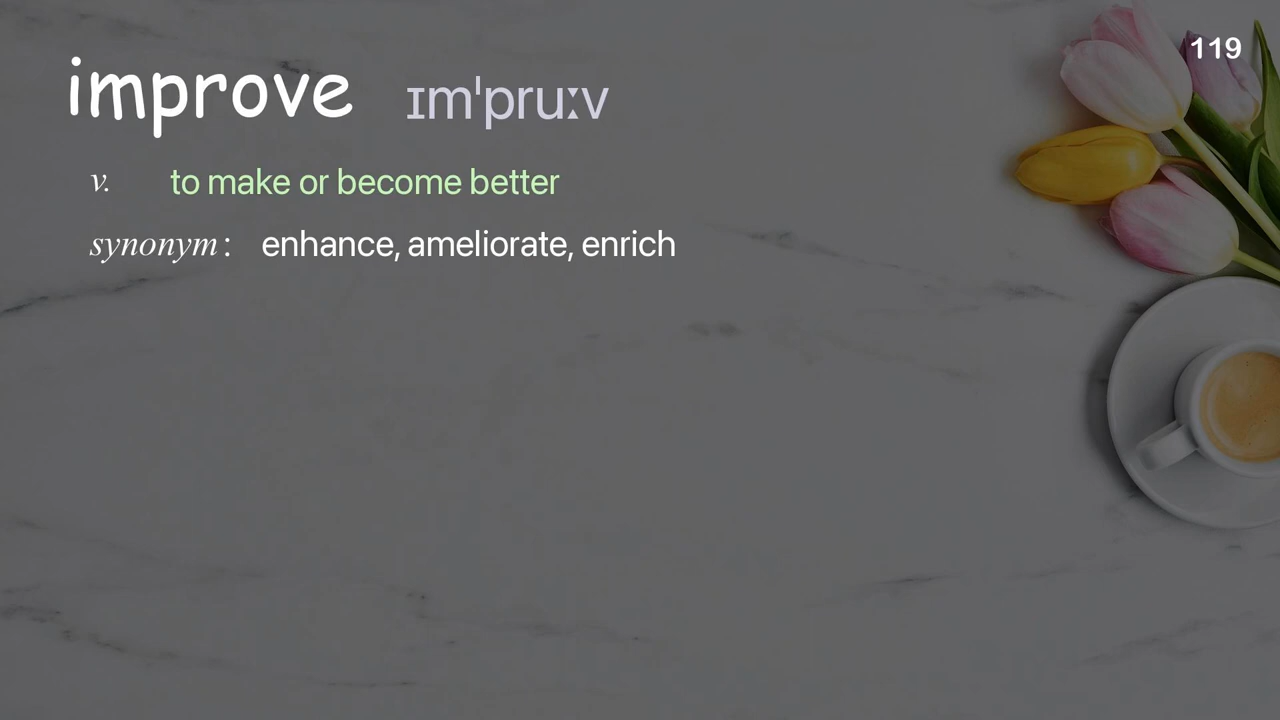 119
improve ɪmˈpruːv
v. to make or become better
synonym: enhance, ameliorate, enrich